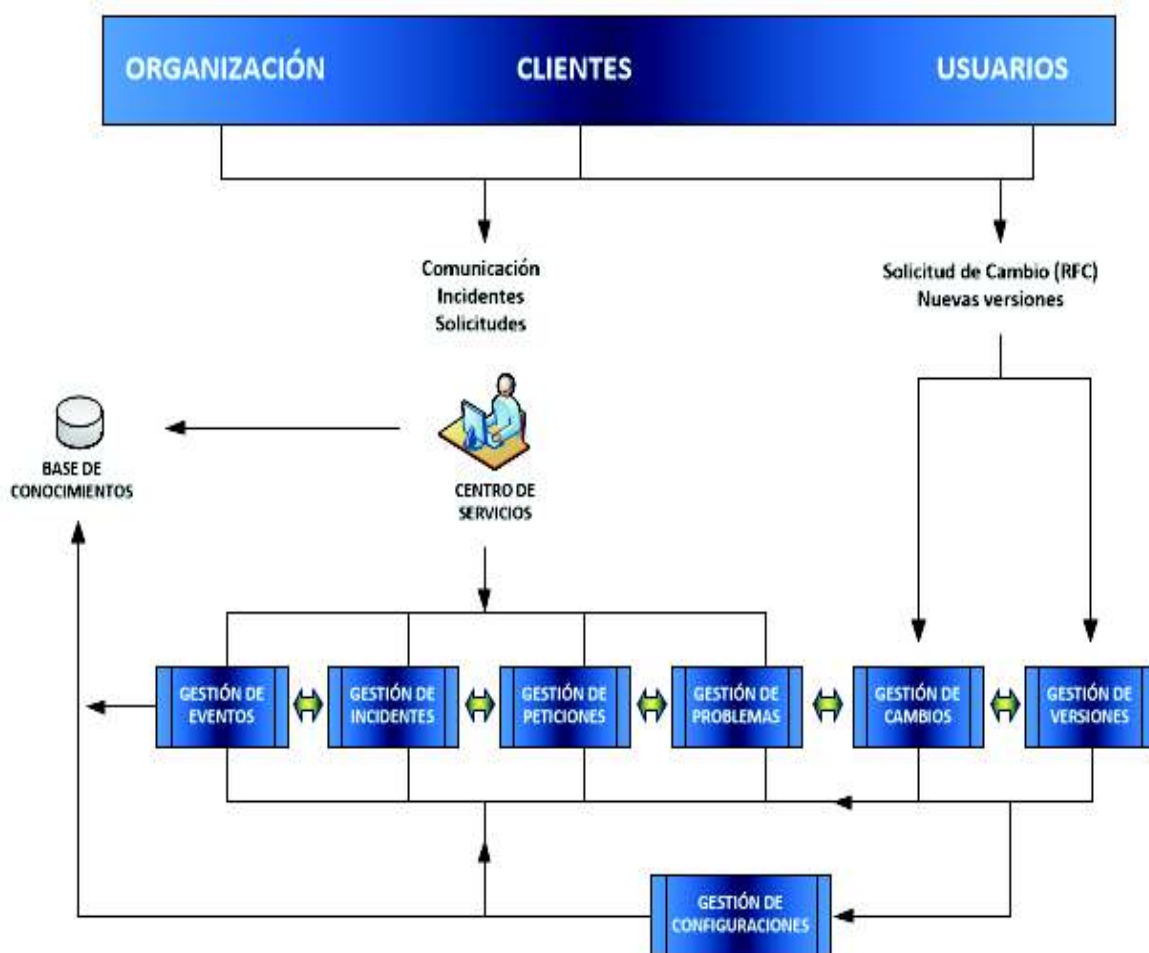 ORGANIZACIÓN CLIENTES USUARIOS
Comunicación
Incidentes
Solicitudes
Solicitud de Cambio (RFC)
Nuevas versiones
BASE DE
CONOCIMIENTOS
CENTRO DE
SERVICIOS
GESTIÓN DE
EVENTOS
GESTIÓN DE
INCIDENTES
GESTIÓN DE
PETICIONES
GESTIÓN DE
PROBLEMAS
GESTIÓN DE
CAMBIOS
GESTIÓN DE
VERSIONES
GESTIÓN DE
CONFIGURACIONES